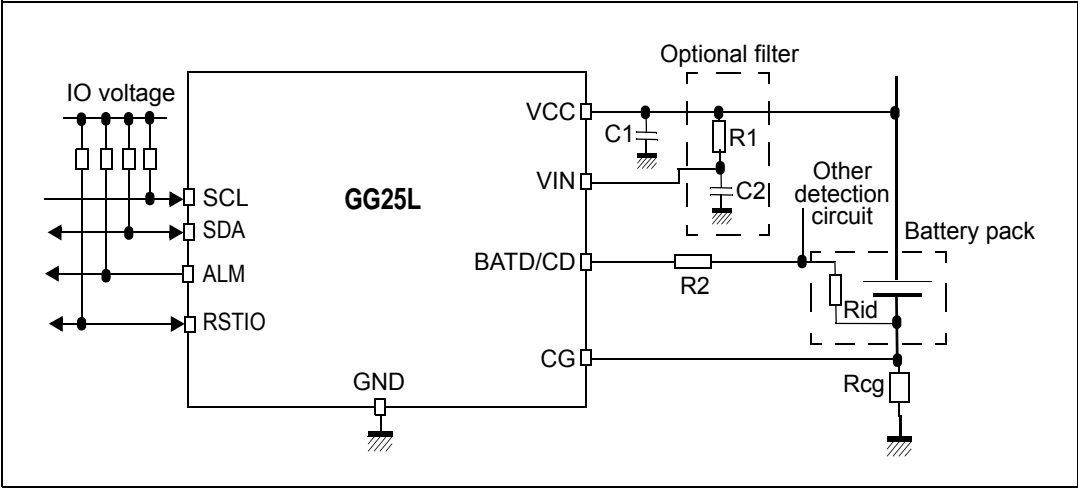 Optional filter
IO voltage
VCC
C1
R1
VIN
C2
Other
detection
circuit
SCL
GG25L
SDA
Battery pack
BATD/CD
R2
ALM
Rid
RSTIO
CG
GND
Rcg